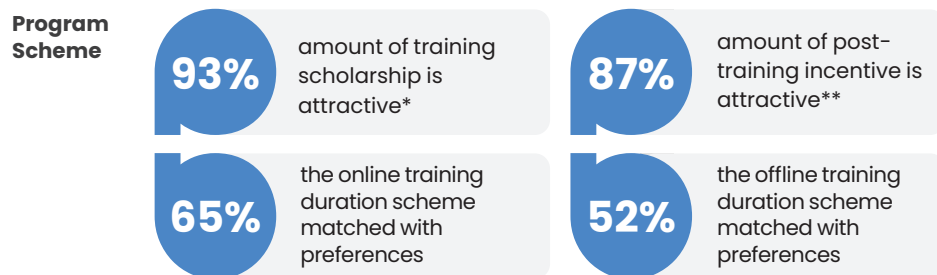 Program
Scheme
93%
amount of training
scholarship is
attractive*
87%
amount of post-
training incentive is
attractive**
65%
the online training
duration scheme
matched with
preferences
52%
the offline training
duration scheme
matched with
preferences